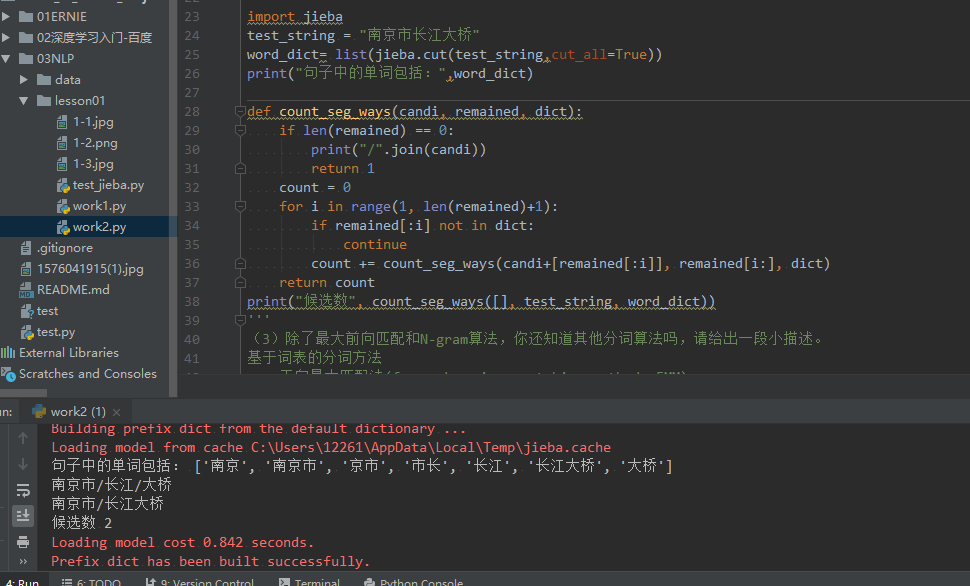 01ERNIE
02深度学习入门-百度
03NLP
data
lesson01
1-1.jpg
1-2.png
1-3.jpg
test_jieba.py
work1.py
work2.py
.gitignore
1576041915(1).jpg
README.md
test
test.py
External Libraries
Scratches and Consoles
23 import jieba
24 test_string = "南京市长江大桥"
25 word_dict= list(jieba.cut(test_string,cut_all=True))
26 print("句子中的单词包括：",word_dict)
27
28 def count_seg_ways(candi, remained, dict):
29     if len(remained) == 0:
30         print("/".join(candi))
31         return 1
32     count = 0
33     for i in range(1, len(remained)+1):
34         if remained[:i] not in dict:
35             continue
36         count += count_seg_ways(candi+[remained[:i]], remained[i:], dict)
37     return count
38 print("候选数", count_seg_ways([], test_string, word_dict))
39 '''
40 （3）除了最大前向匹配和N-gram算法，你还知道其他分词算法吗，请给出一段小描述。
41 基于词表的分词方法
work2 (1) ×
Building prefix dict from the default dictionary ...
Loading model from cache C:\Users\12261\AppData\Local\Temp\jieba.cache
句子中的单词包括： ['南京', '南京市', '京市', '市长', '长江', '长江大桥', '大桥']
南京市/长江/大桥
南京市/长江大桥
候选数 2
Loading model cost 0.842 seconds.
Prefix dict has been built successfully.
4: Run
6: TODO
9: Version Control
Terminal
Python Console